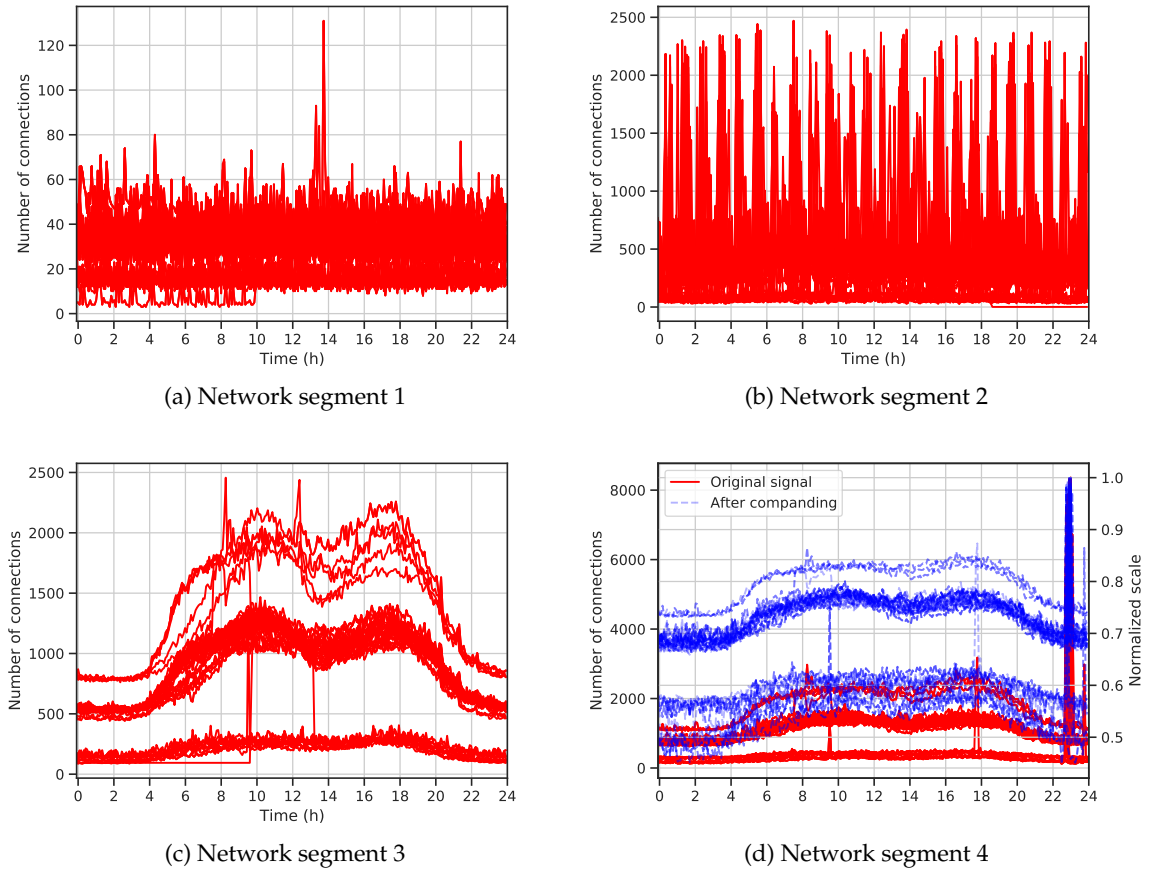 120
100
80
60
40
20
0
Number of connections
0 2 4 6 8 10 12 14 16 18 20 22 24
Time (h)
(a) Network segment 1
2500
2000
1500
1000
500
0
Number of connections
0 2 4 6 8 10 12 14 16 18 20 22 24
Time (h)
(b) Network segment 2
2500
2000
1500
1000
500
0
Number of connections
0 2 4 6 8 10 12 14 16 18 20 22 24
Time (h)
(c) Network segment 3
Original signal
After companding
8000
6000
4000
2000
0
Number of connections
1.0
0.9
0.8
0.7
0.6
0.5
Normalized scale
0 2 4 6 8 10 12 14 16 18 20 22 24
(d) Network segment 4